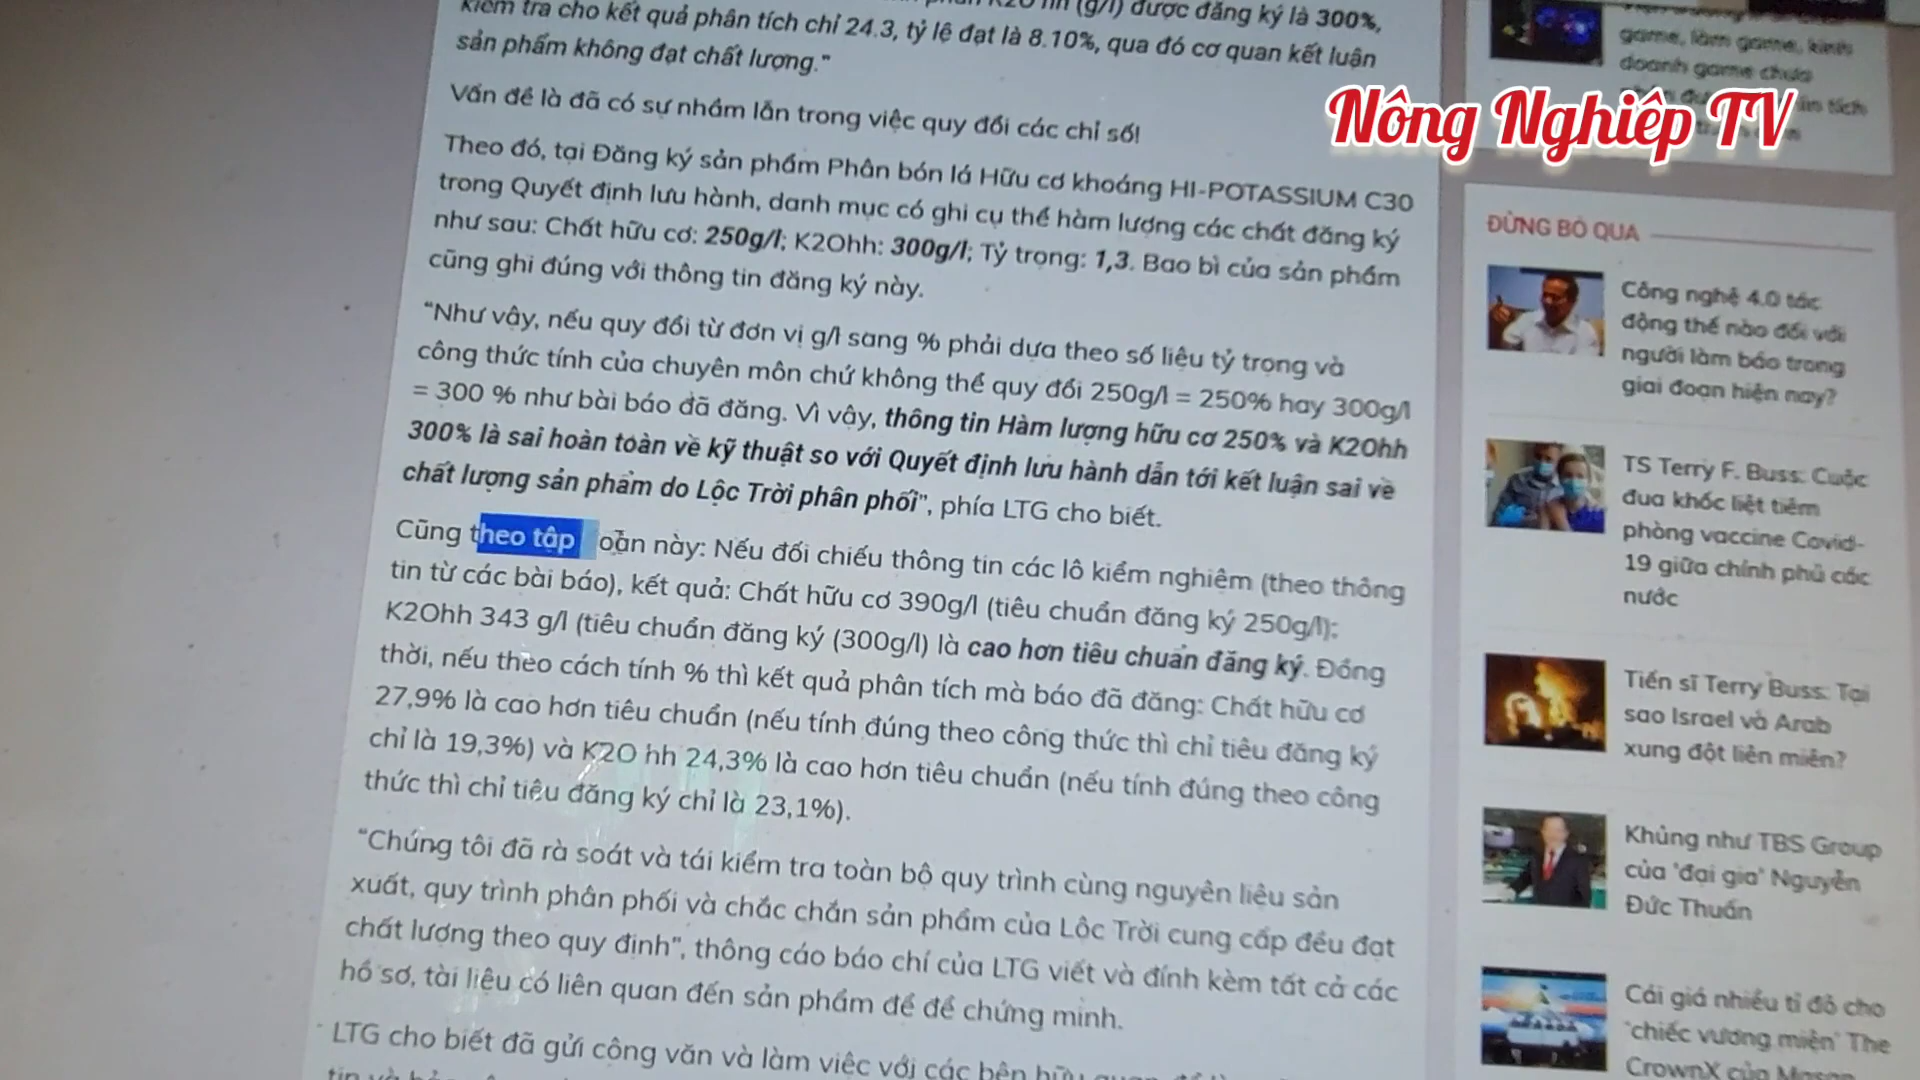 K2O hh (g/l) được đăng ký là 300%,
kiểm tra cho kết quả phân tích chỉ 24.3, tỷ lệ đạt là 8.10%, qua đó cơ quan kết luận
sản phẩm không đạt chất lượng."
Vấn đề là đã có sự nhầm lẫn trong việc quy đổi các chỉ số!
Theo đó, tại Đăng ký sản phẩm Phân bón lá Hữu cơ khoáng HI-POTASSIUM C30
trong Quyết định lưu hành, danh mục có ghi cụ thể hàm lượng các chất đăng ký
như sau: Chất hữu cơ: 250g/l; K2Ohh: 300g/l; Tỷ trọng: 1,3. Bao bì của sản phẩm
cũng ghi đúng với thông tin đăng ký này.
"Như vậy, nếu quy đổi từ đơn vị g/l sang % phải dựa theo số liệu tỷ trọng và
công thức tính của chuyên môn chứ không thể quy đổi 250g/l = 250% hay 300g/l
= 300 % như bài báo đã đăng. Vì vậy, thông tin Hàm lượng hữu cơ 250% và K2Ohh
300% là sai hoàn toàn về kỹ thuật so với Quyết định lưu hành dẫn tới kết luận sai về
chất lượng sản phẩm do Lộc Trời phân phối", phía LTG cho biết.
Cũng theo tập oàn này: Nếu đối chiếu thông tin các lô kiểm nghiệm (theo thông
tin từ các bài báo), kết quả: Chất hữu cơ 390g/l (tiêu chuẩn đăng ký 250g/l);
K2Ohh 343 g/l (tiêu chuẩn đăng ký (300g/l) là cao hơn tiêu chuẩn đăng ký. Đồng
thời, nếu theo cách tính % thì kết quả phân tích mà báo đã đăng: Chất hữu cơ
27,9% là cao hơn tiêu chuẩn (nếu tính đúng theo công thức thì chỉ tiêu đăng ký
chỉ là 19,3%) và K2O hh 24,3% là cao hơn tiêu chuẩn (nếu tính đúng theo công
thức thì chỉ tiêu đăng ký chỉ là 23,1%).
"Chúng tôi đã rà soát và tái kiểm tra toàn bộ quy trình cùng nguyên liệu sản
xuất, quy trình phân phối và chắc chắn sản phẩm của Lộc Trời cung cấp đều đạt
chất lượng theo quy định", thông cáo báo chí của LTG viết và đính kèm tất cả các
hồ sơ, tài liệu có liên quan đến sản phẩm để để chứng minh.
LTG cho biết đã gửi công văn và làm việc với các bên hữu quan
game, làm game, kinh
doanh game chưa
Nông Nghiệp TV
ĐỪNG BỎ QUA
Công nghệ 4.0 tác
động thế nào đối với
người làm báo trong
giai đoạn hiện nay?
TS Terry F. Buss: Cuộc
đua khốc liệt tiêm
phòng vaccine Covid-
19 giữa chính phủ các
nước
Tiến sĩ Terry Buss: Tại
sao Israel và Arab
xung đột liên miên?
Khủng như TBS Group
của 'đại gia' Nguyễn
Đức Thuấn
Cái giá nhiều tỉ đô cho
'chiếc vương miện' The
CrownX của Masan